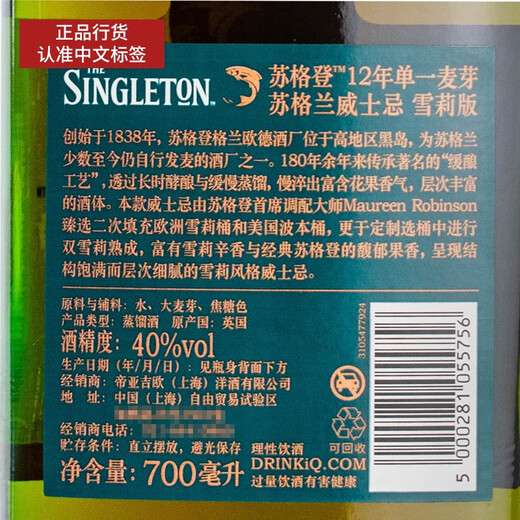 正品行货
认准中文标签
THE
SINGLETON™
苏格登™12年单一麦芽
苏格兰威士忌 雪莉版
创始于1838年，苏格登格兰欧德酒厂位于高地区黑岛，为苏格兰
少数至今仍自行发麦的酒厂之一。180年余年来传承著名的“缓酿
工艺”，透过长时酵酿与缓慢蒸馏，慢淬出富含花果香气，层次丰富
的酒体。本款威士忌由苏格登首席调配大师Maureen Robinson
臻选二次填充欧洲雪莉桶和美国波本桶，更于定制选桶中进行
双雪莉熟成，富有雪莉辛香与经典苏格登的馥郁果香，呈现结
构饱满而层次细腻的雪莉风格威士忌。
原料与辅料：水、大麦芽、焦糖色
产品类型：蒸馏酒 原产国：英国
酒精度：40%vol
生产日期（年/月/日）：见瓶身背面下方
经销商：帝亚吉欧（上海）洋酒有限公司
地址：中国（上海）自由贸易试验区
经销商电话：
贮存条件：直立摆放，避光保存
净含量：700毫升
理性饮酒
DRINKiQ.COM
过量饮酒有害健康
可回收
3105477924
5 000281 055756